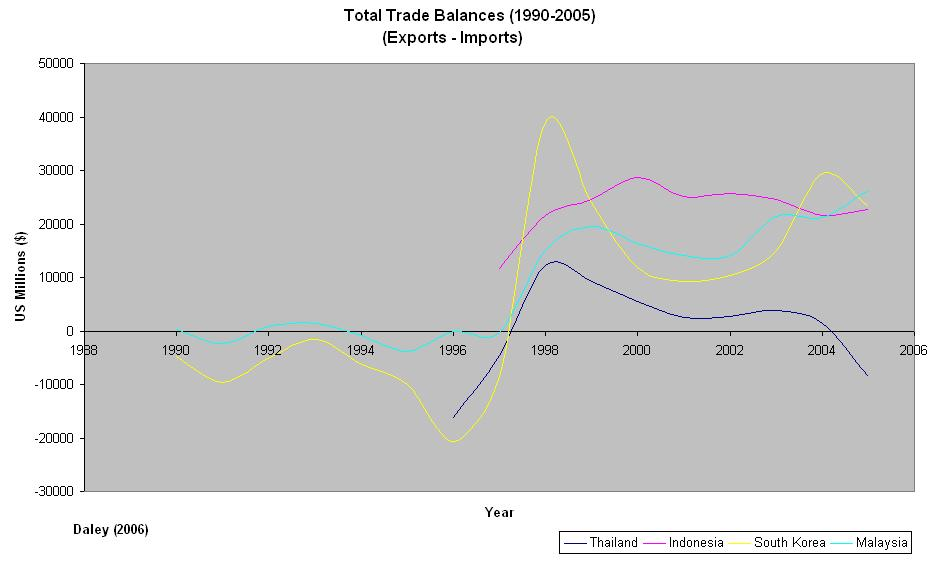 Total Trade Balances (1990-2005)
(Exports - Imports)
50000
40000
30000
20000
10000
0
-10000
-20000
-30000
US Millions ($)
1988 1990 1992 1994 1996 1998 2000 2002 2004 2006
Year
Daley (2006)
Thailand Indonesia South Korea Malaysia